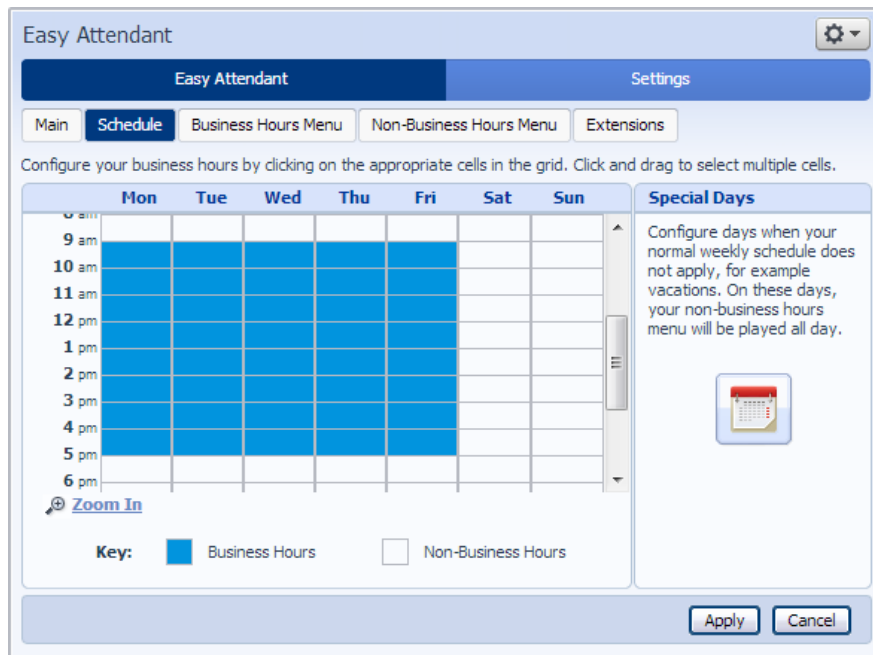 Easy Attendant
Easy Attendant Settings
Main Schedule Business Hours Menu Non-Business Hours Menu Extensions
Configure your business hours by clicking on the appropriate cells in the grid. Click and drag to select multiple cells.
Mon Tue Wed Thu Fri Sat Sun
9 am
10 am
11 am
12 pm
1 pm
2 pm
3 pm
4 pm
5 pm
6 pm
Zoom In
Key: Business Hours Non-Business Hours
Special Days
Configure days when your
normal weekly schedule does
not apply, for example
vacations. On these days,
your non-business hours
menu will be played all day.
Apply Cancel